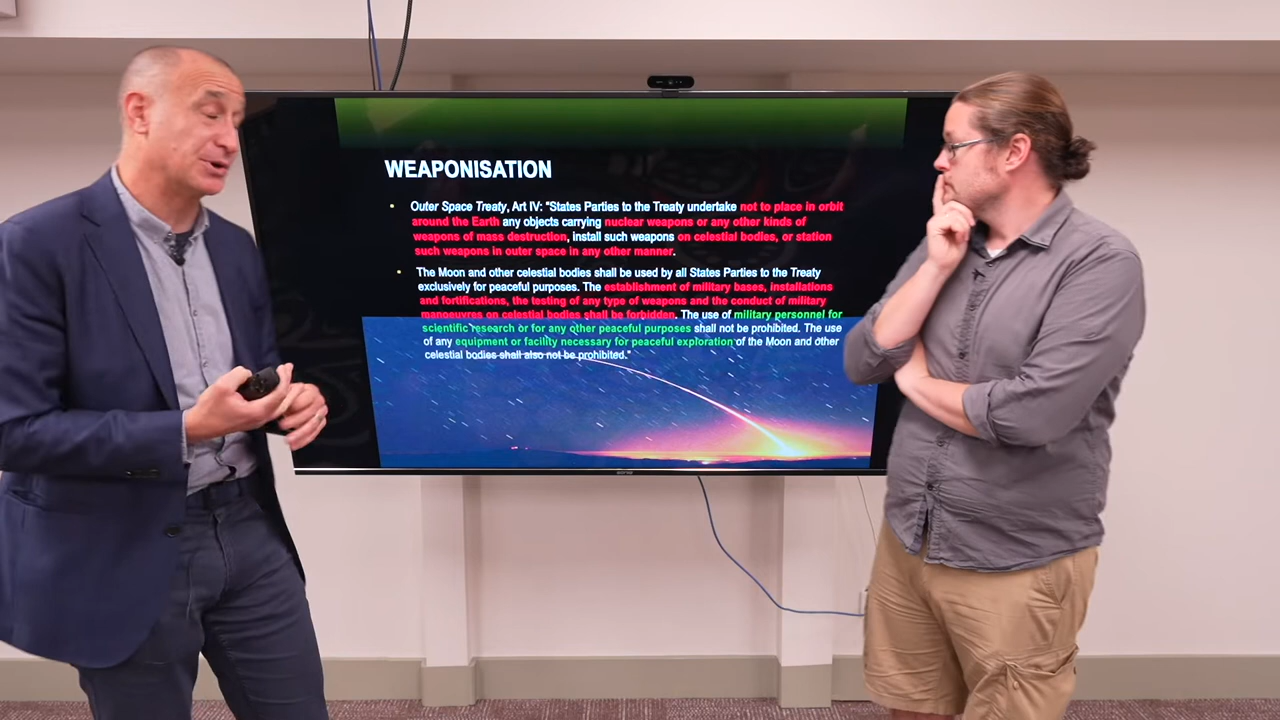 WEAPONISATION
• Outer Space Treaty, Art IV: "States Parties to the Treaty undertake not to place in orbit
around the Earth any objects carrying nuclear weapons or any other kinds of
weapons of mass destruction, install such weapons on celestial bodies, or station
such weapons in outer space in any other manner.
• The Moon and other celestial bodies shall be used by all States Parties to the Treaty
exclusively for peaceful purposes. The establishment of military bases, installations
and fortifications, the testing of any type of weapons and the conduct of military
manoeuvres on celestial bodies shall be forbidden. The use of military personnel for
scientific research or for any other peaceful purposes shall not be prohibited. The use
of any equipment or facility necessary for peaceful exploration of the Moon and other
celestial bodies shall also not be prohibited."